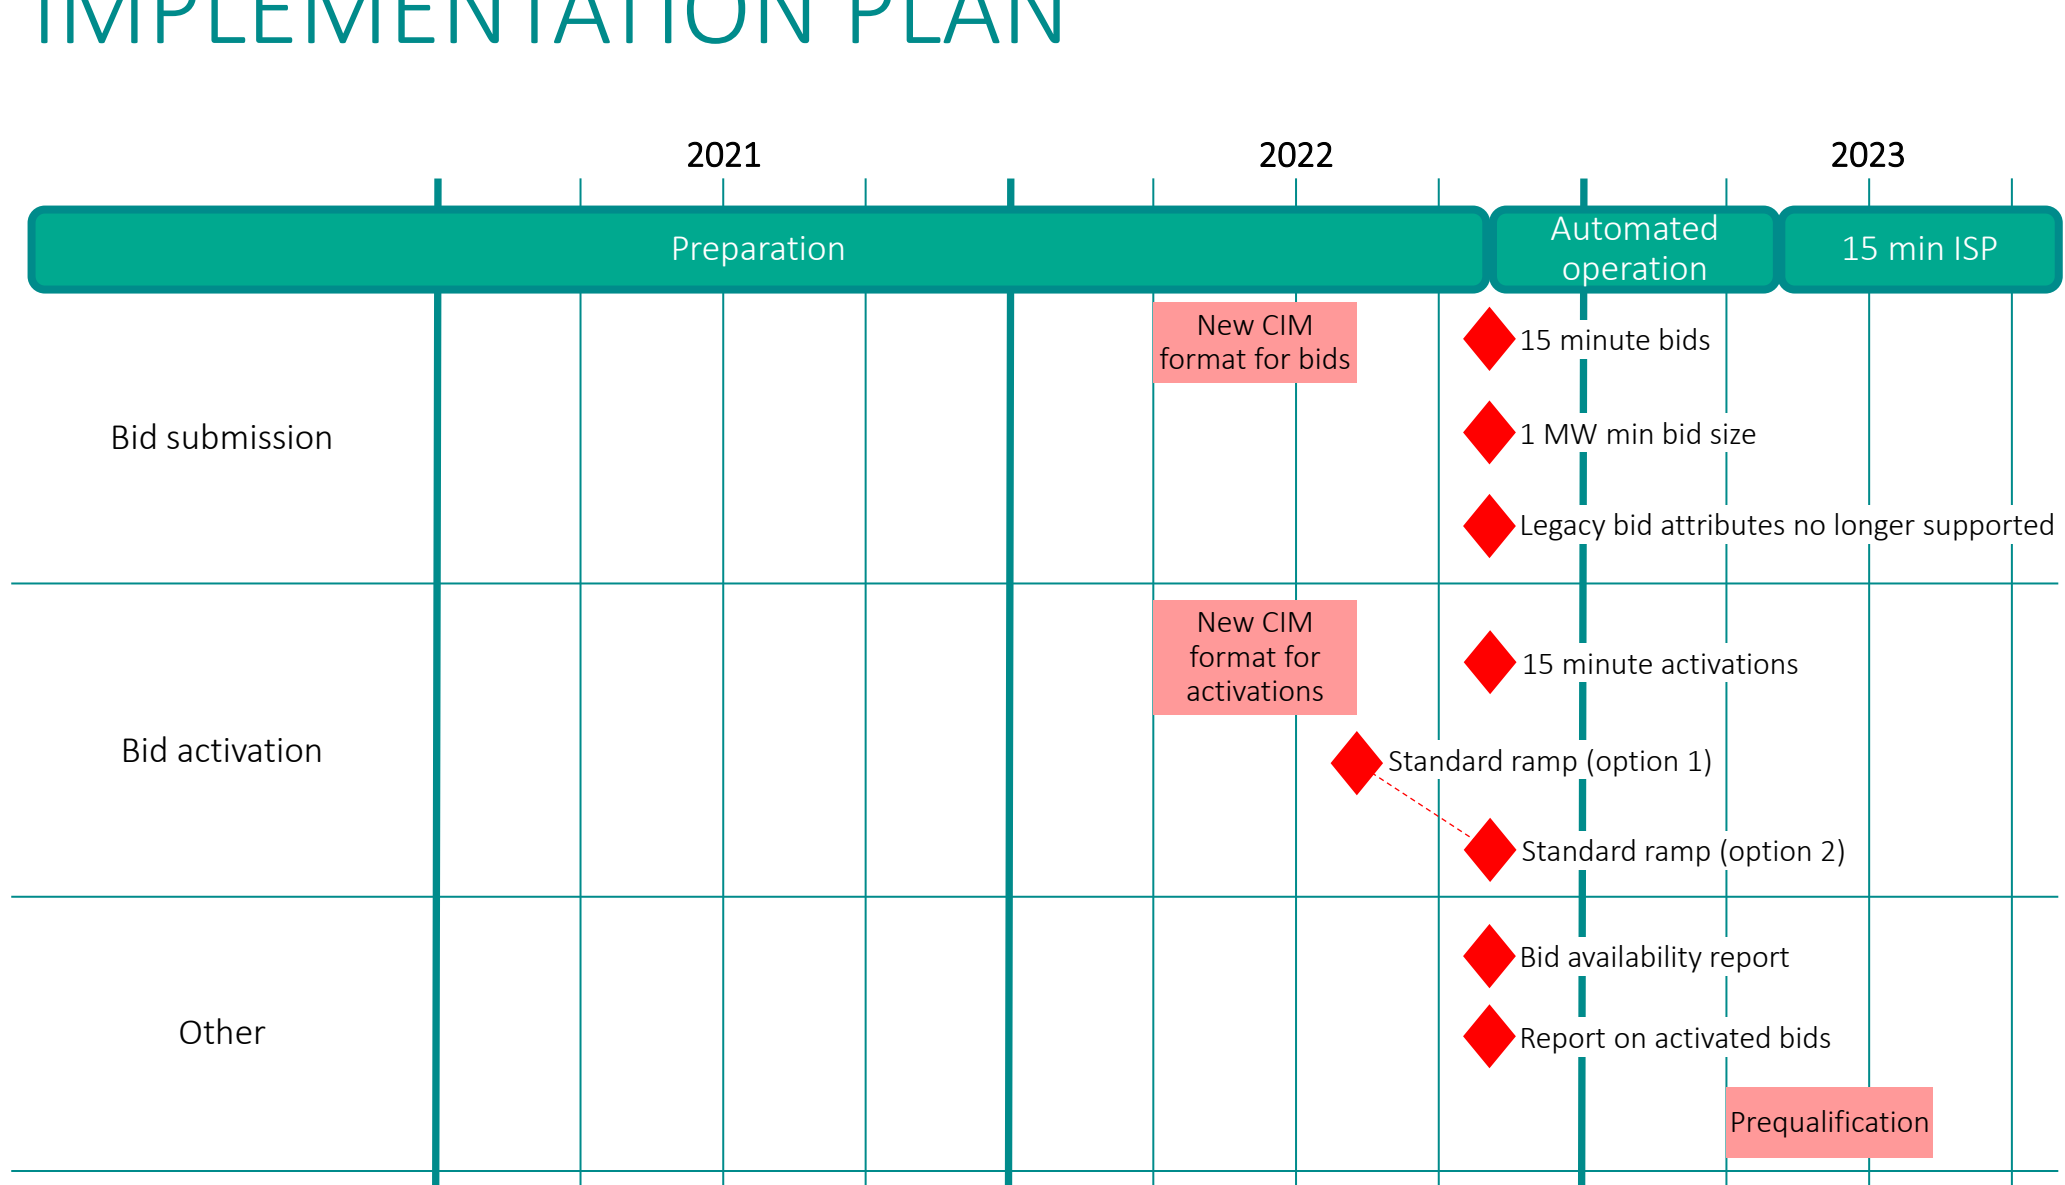 IMPLEMENTATION PLAN
2021
2022
2023
Preparation
Automated
operation
15 min ISP
Bid submission
New CIM
format for bids
15 minute bids
1 MW min bid size
Legacy bid attributes no longer supported
Bid activation
New CIM
format for
activations
15 minute activations
Standard ramp (option 1)
Standard ramp (option 2)
Other
Bid availability report
Report on activated bids
Prequalification